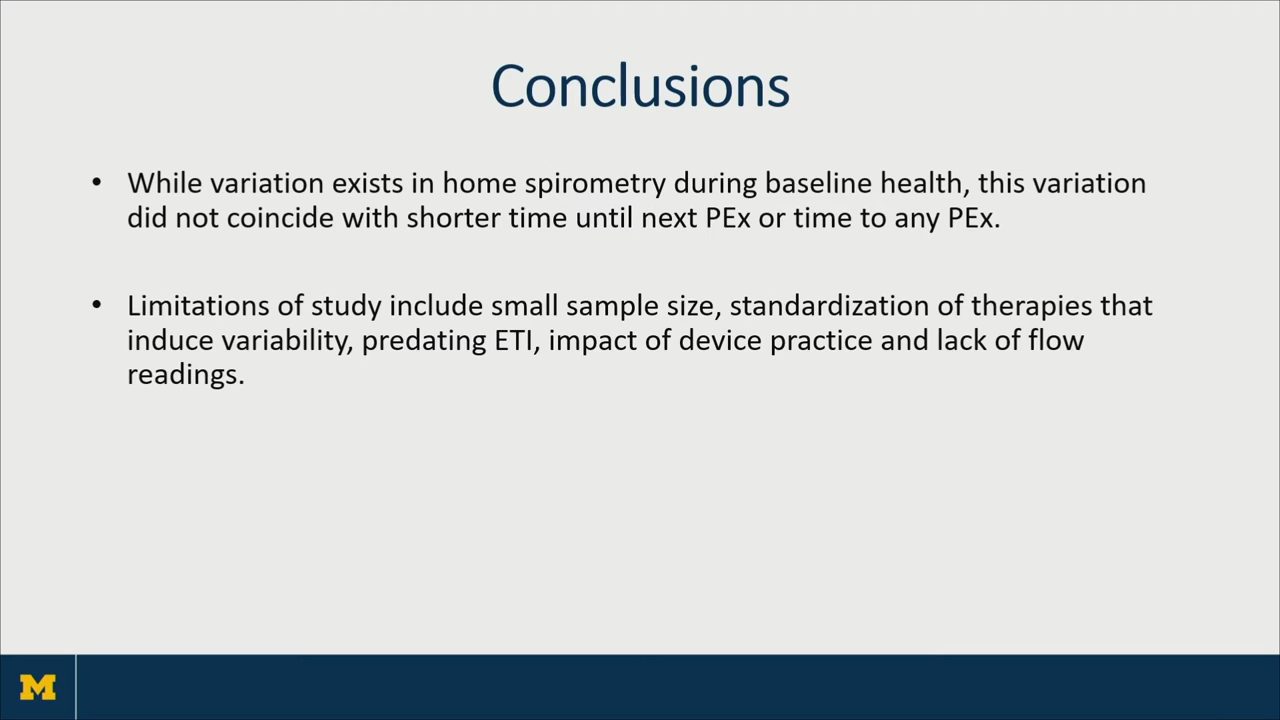 Conclusions
• While variation exists in home spirometry during baseline health, this variation
did not coincide with shorter time until next PEx or time to any PEx.
• Limitations of study include small sample size, standardization of therapies that
induce variability, predating ETI, impact of device practice and lack of flow
readings.
M